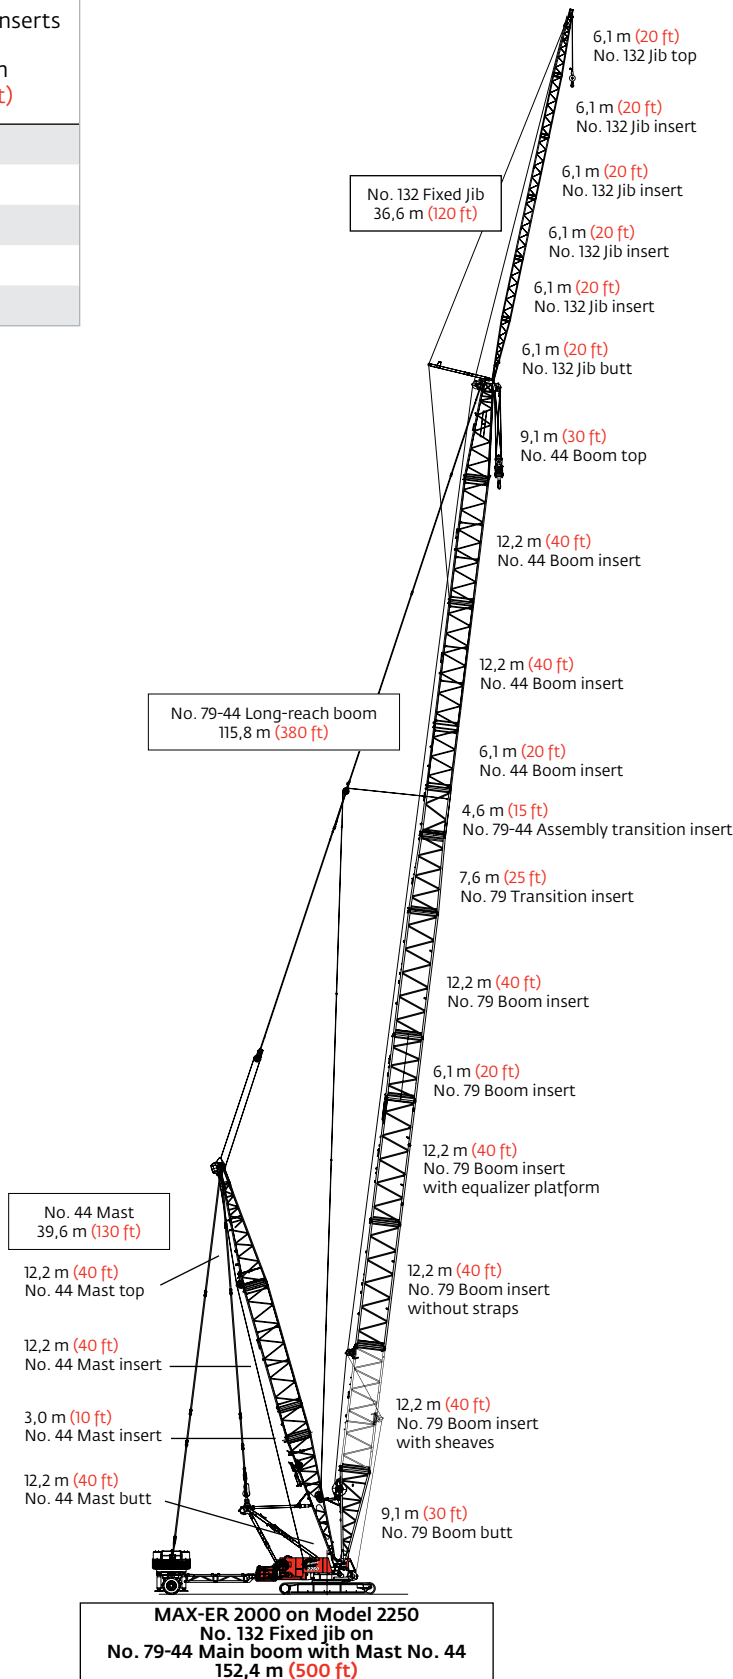 nserts
6,1 m (20 ft)
No. 132 Jib top
6,1 m (20 ft)
No. 132 Jib insert
6,1 m (20 ft)
No. 132 Jib insert
No. 132 Fixed Jib
36,6 m (120 ft)
6,1 m (20 ft)
No. 132 Jib insert
6,1 m (20 ft)
No. 132 Jib insert
6,1 m (20 ft)
No. 132 Jib butt
9,1 m (30 ft)
No. 44 Boom top
12,2 m (40 ft)
No. 44 Boom insert
12,2 m (40 ft)
No. 44 Boom insert
No. 79-44 Long-reach boom
115,8 m (380 ft)
6,1 m (20 ft)
No. 44 Boom insert
4,6 m (15 ft)
No. 79-44 Assembly transition insert
7,6 m (25 ft)
No. 79 Transition insert
12,2 m (40 ft)
No. 79 Boom insert
6,1 m (20 ft)
No. 79 Boom insert
12,2 m (40 ft)
No. 79 Boom insert
with equalizer platform
No. 44 Mast
39,6 m (130 ft)
12,2 m (40 ft)
No. 44 Mast top
12,2 m (40 ft)
No. 79 Boom insert
without straps
12,2 m (40 ft)
No. 44 Mast insert
3,0 m (10 ft)
No. 44 Mast insert
12,2 m (40 ft)
No. 79 Boom insert
with sheaves
12,2 m (40 ft)
No. 44 Mast butt
9,1 m (30 ft)
No. 79 Boom butt
2250
MAX-ER 2000 on Model 2250
No. 132 Fixed jib on
No. 79-44 Main boom with Mast No. 44
152,4 m (500 ft)